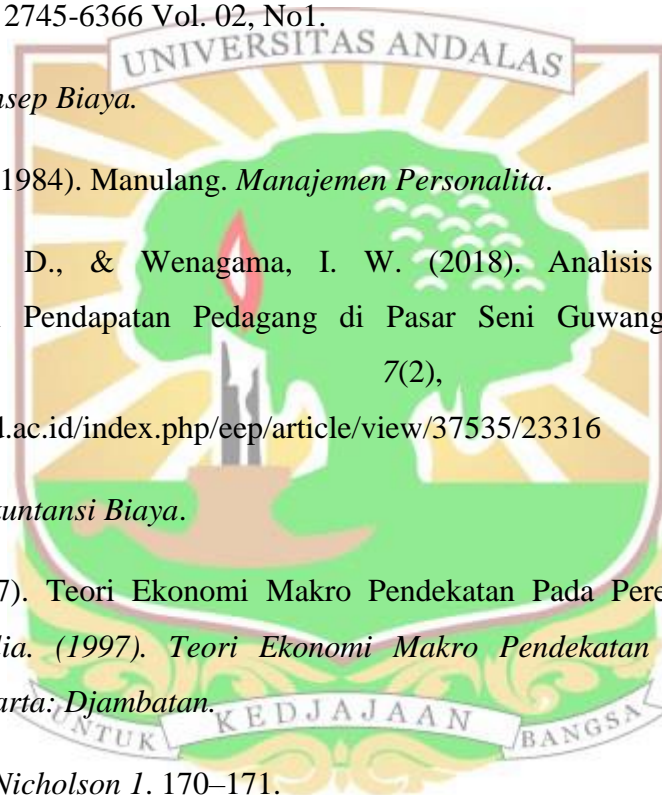 2745-6366 Vol. 02, No1.
UNIVERSITAS ANDALAS
nsep Biaya.
1984). Manulang. Manajemen Personalita.
D., & Wenagama, I. W. (2018). Analisis
Pendapatan Pedagang di Pasar Seni Guwang
7(2),
d.ac.id/index.php/eep/article/view/37535/23316
untansi Biaya.
7). Teori Ekonomi Makro Pendekatan Pada Pere
dia. (1997). Teori Ekonomi Makro Pendekatan
arta: Djambatan.
UNTUK KEDJAJAAN BANGSA
Nicholson 1. 170–171.